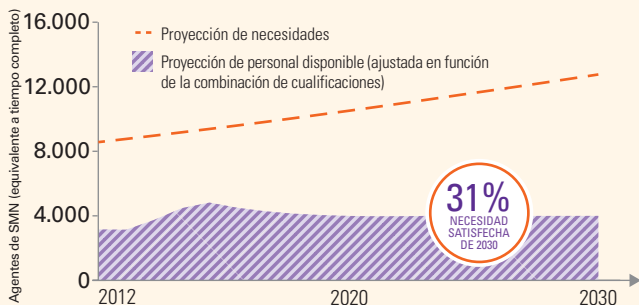 Agentes de SMN (equivalente a tiempo completo)
16.000
12.000
8.000
4.000
0
Proyección de necesidades
Proyección de personal disponible (ajustada en función
de la combinación de cualificaciones)
31%
NECESIDAD
SATISFECHA
DE 2030
2012
2020
2030